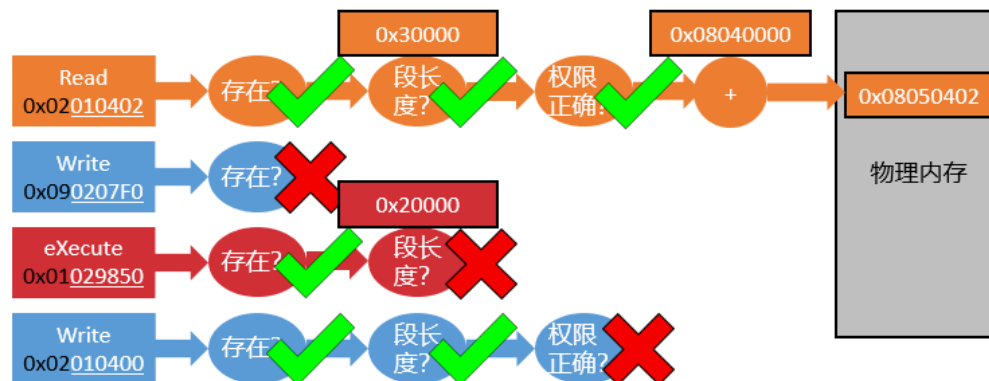 0x30000
0x08040000
Read
0x02010402
存在?
段长
度?
权限
正确?
+
0x08050402
Write
0x090207F0
存在?
物理内存
0x20000
eXecute
0x01029850
存在?
段长
度?
Write
0x02010400
存在?
段长
度?
权限
正确?